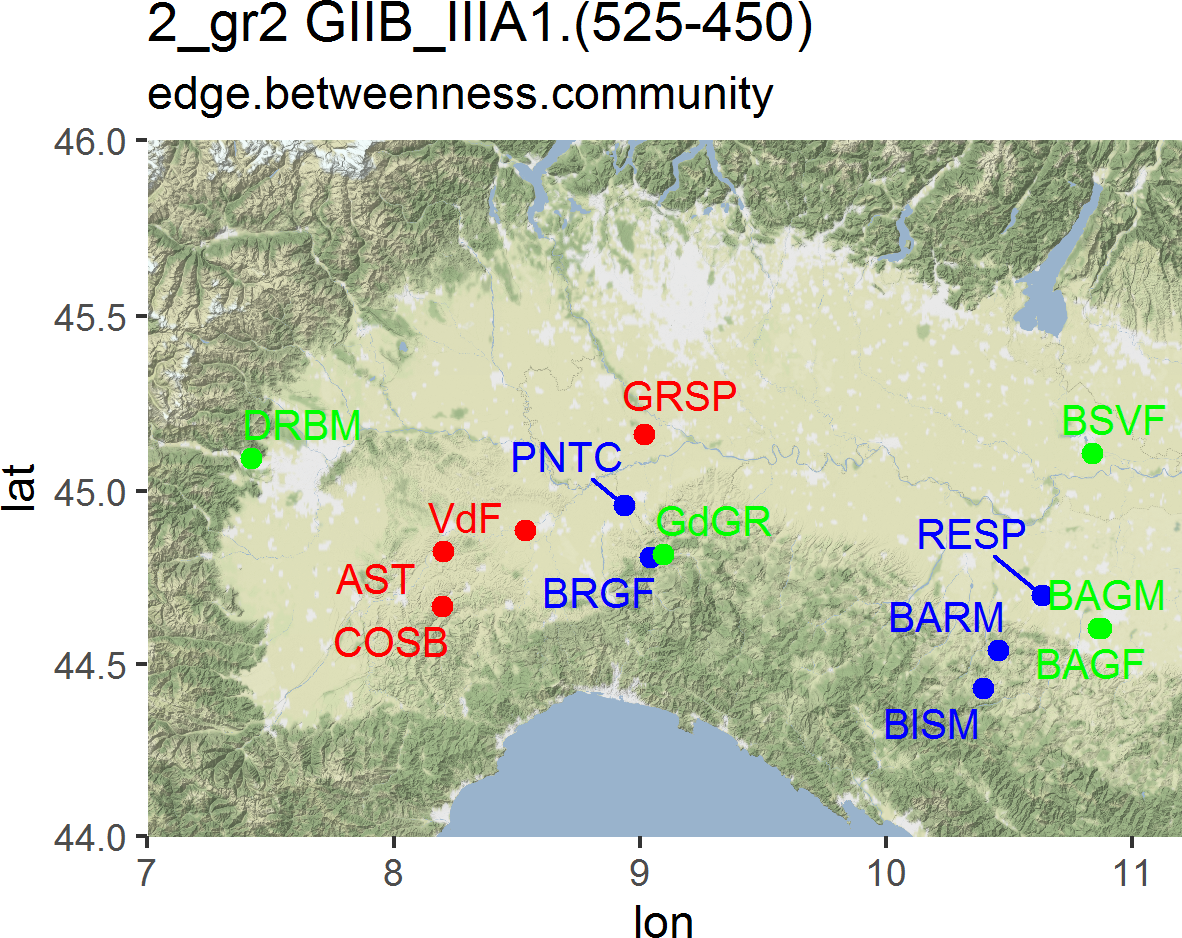 2_gr2 GIIB_IIIA1.(525-450)
edge.betweenness.community
46.0
45.5
45.0
44.5
44.0
lat
GRSP
DRBM
BSVF
PNTC
VdF
GdGR
RESP
AST
BRGF
BAGM
BARM
COSB
BAGF
BISM
7
8
9
10
11
lon